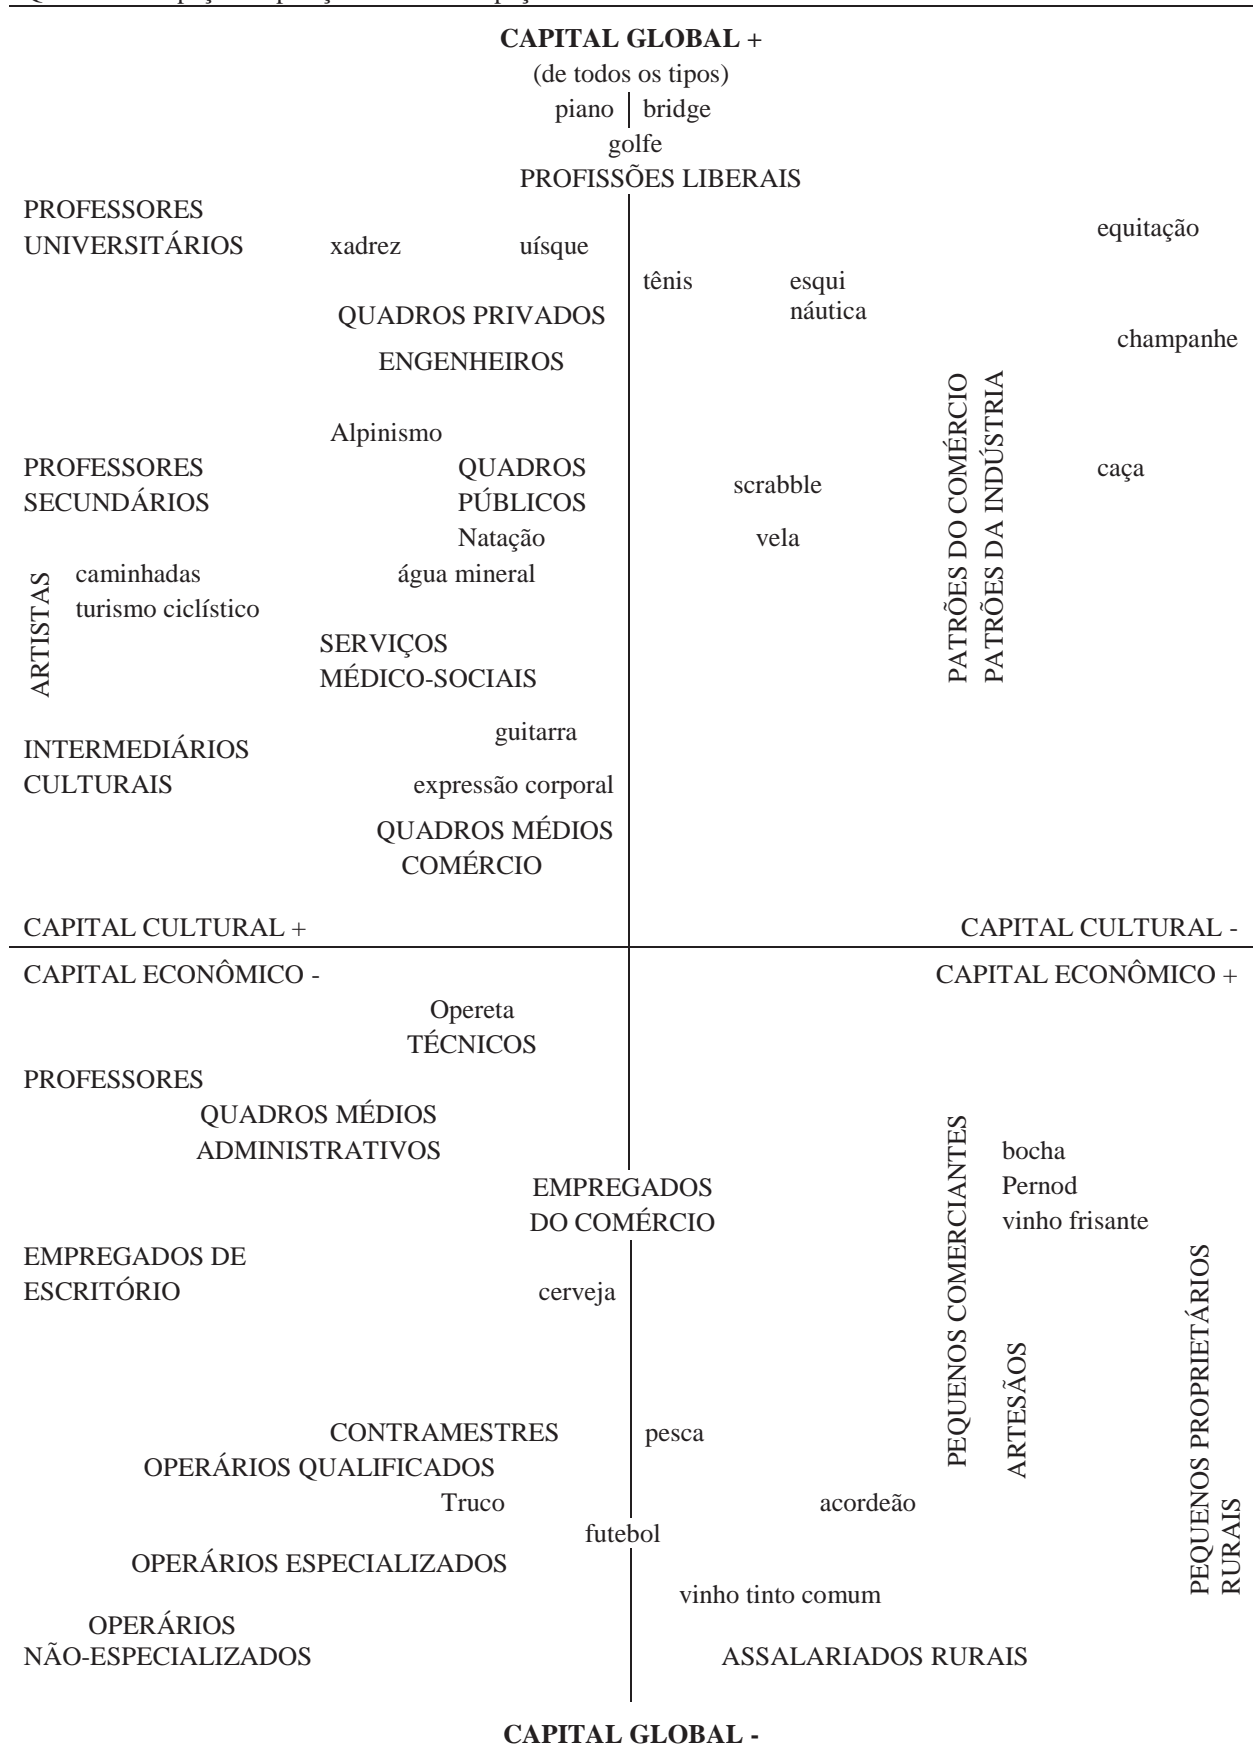 CAPITAL GLOBAL +
(de todos os tipos)
piano bridge
golfe
PROFISSÕES LIBERAIS
PROFESSORES
UNIVERSITÁRIOS
xadrez
uísque
equitação
tênis
esqui
náutica
QUADROS PRIVADOS
champanhe
ENGENHEIROS
PATRÕES DO COMÉRCIO
PATRÕES DA INDÚSTRIA
Alpinismo
PROFESSORES
SECUNDÁRIOS
QUADROS
PÚBLICOS
scrabble
caça
Natação
vela
ARTISTAS
caminhadas
turismo ciclístico
água mineral
SERVIÇOS
MÉDICO-SOCIAIS
guitarra
INTERMEDIÁRIOS
CULTURAIS
expressão corporal
QUADROS MÉDIOS
COMÉRCIO
CAPITAL CULTURAL +
CAPITAL CULTURAL -
CAPITAL ECONÔMICO -
CAPITAL ECONÔMICO +
Opereta
TÉCNICOS
PROFESSORES
QUADROS MÉDIOS
ADMINISTRATIVOS
PEQUENOS COMERCIANTES
bocha
Pernod
vinho frisante
EMPREGADOS
DO COMÉRCIO
EMPREGADOS DE
ESCRITÓRIO
cerveja
ARTESÃOS
PEQUENOS PROPRIETÁRIOS
RURAIS
CONTRAMESTRES
pesca
OPERÁRIOS QUALIFICADOS
Truco
acordeão
futebol
OPERÁRIOS ESPECIALIZADOS
vinho tinto comum
OPERÁRIOS
NÃO-ESPECIALIZADOS
ASSALARIADOS RURAIS
CAPITAL GLOBAL -